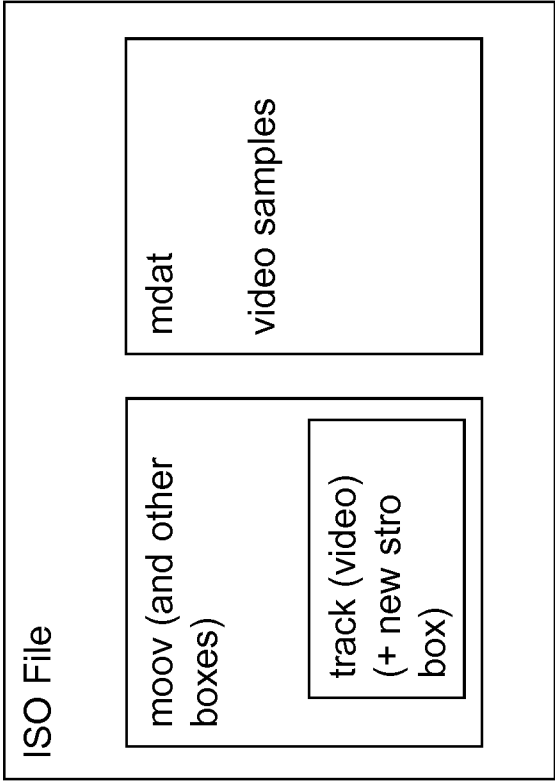 ISO File
moov (and other
boxes)
track (video)
(+ new stro
box)
mdat
video samples